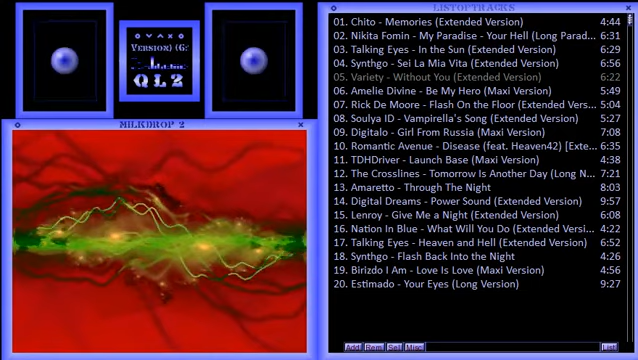 VERSION) (6:
QL2
MILKDROP 2
LISTOFTRACKS
01. Chito - Memories (Extended Version) 4:44
02. Nikita Fomin - My Paradise - Your Hell (Long Parad... 6:31
03. Talking Eyes - In the Sun (Extended Version) 6:29
04. Synthgo - Sei La Mia Vita (Extended Version) 6:56
05. Variety - Without You (Extended Version) 6:22
06. Amelie Divine - Be My Hero (Maxi Version) 5:49
07. Rick De Moore - Flash On the Floor (Extended Vers... 5:04
08. Soulya ID - Vampirella's Song (Extended Version) 5:27
09. Digitalo - Girl From Russia (Maxi Version) 7:08
10. Romantic Avenue - Disease (feat. Heaven42) [Exte... 6:35
11. TDHDriver - Launch Base (Maxi Version) 4:38
12. The Crosslines - Tomorrow Is Another Day (Long N... 7:21
13. Amaretto - Through The Night 8:03
14. Digital Dreams - Power Sound (Extended Version) 9:57
15. Lenroy - Give Me a Night (Extended Version) 6:08
16. Nation In Blue - What Will You Do (Extended Versi... 4:22
17. Talking Eyes - Heaven and Hell (Extended Version) 6:52
18. Synthgo - Flash Back Into the Night 4:26
19. Birizdo I Am - Love Is Love (Maxi Version) 4:56
20. Estimado - Your Eyes (Long Version) 9:27
Add Rem Sel Misc List